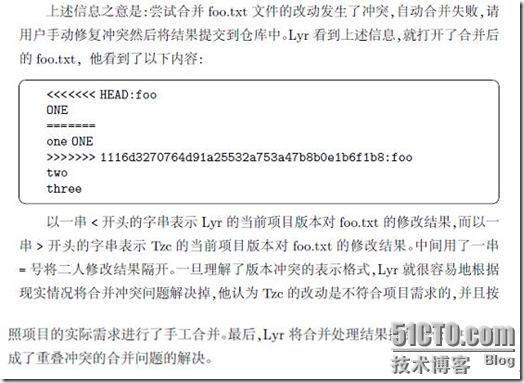 上述信息之意是:尝试合并 foo.txt 文件的改动发生了冲突,自动合并失败,请
用户手动修复冲突然后将结果提交到仓库中。Lyr 看到上述信息,就打开了合并后
的 foo.txt, 他看到了以下内容:
<<<<<<< HEAD:foo
ONE
=======
one ONE
>>>>>>> 1116d3270764d91a25532a753a47b8b0e1b6f1b8:foo
two
three
以一串 < 开头的字串表示 Lyr 的当前项目版本对 foo.txt 的修改结果,而以一
串 > 开头的字串表示 Tzc 的当前项目版本对 foo.txt 的修改结果。中间用了一串
= 号将二人修改结果隔开。一旦理解了版本冲突的表示格式,Lyr 就很容易地根据
现实情况将合并冲突问题解决掉,他认为 Tzc 的改动是不符合项目需求的,并且按
照项目的实际需求进行了手工合并。最后,Lyr 将合并处理结果
成了重叠冲突的合并问题的解决。
51CTO.com
技术博客 Blog